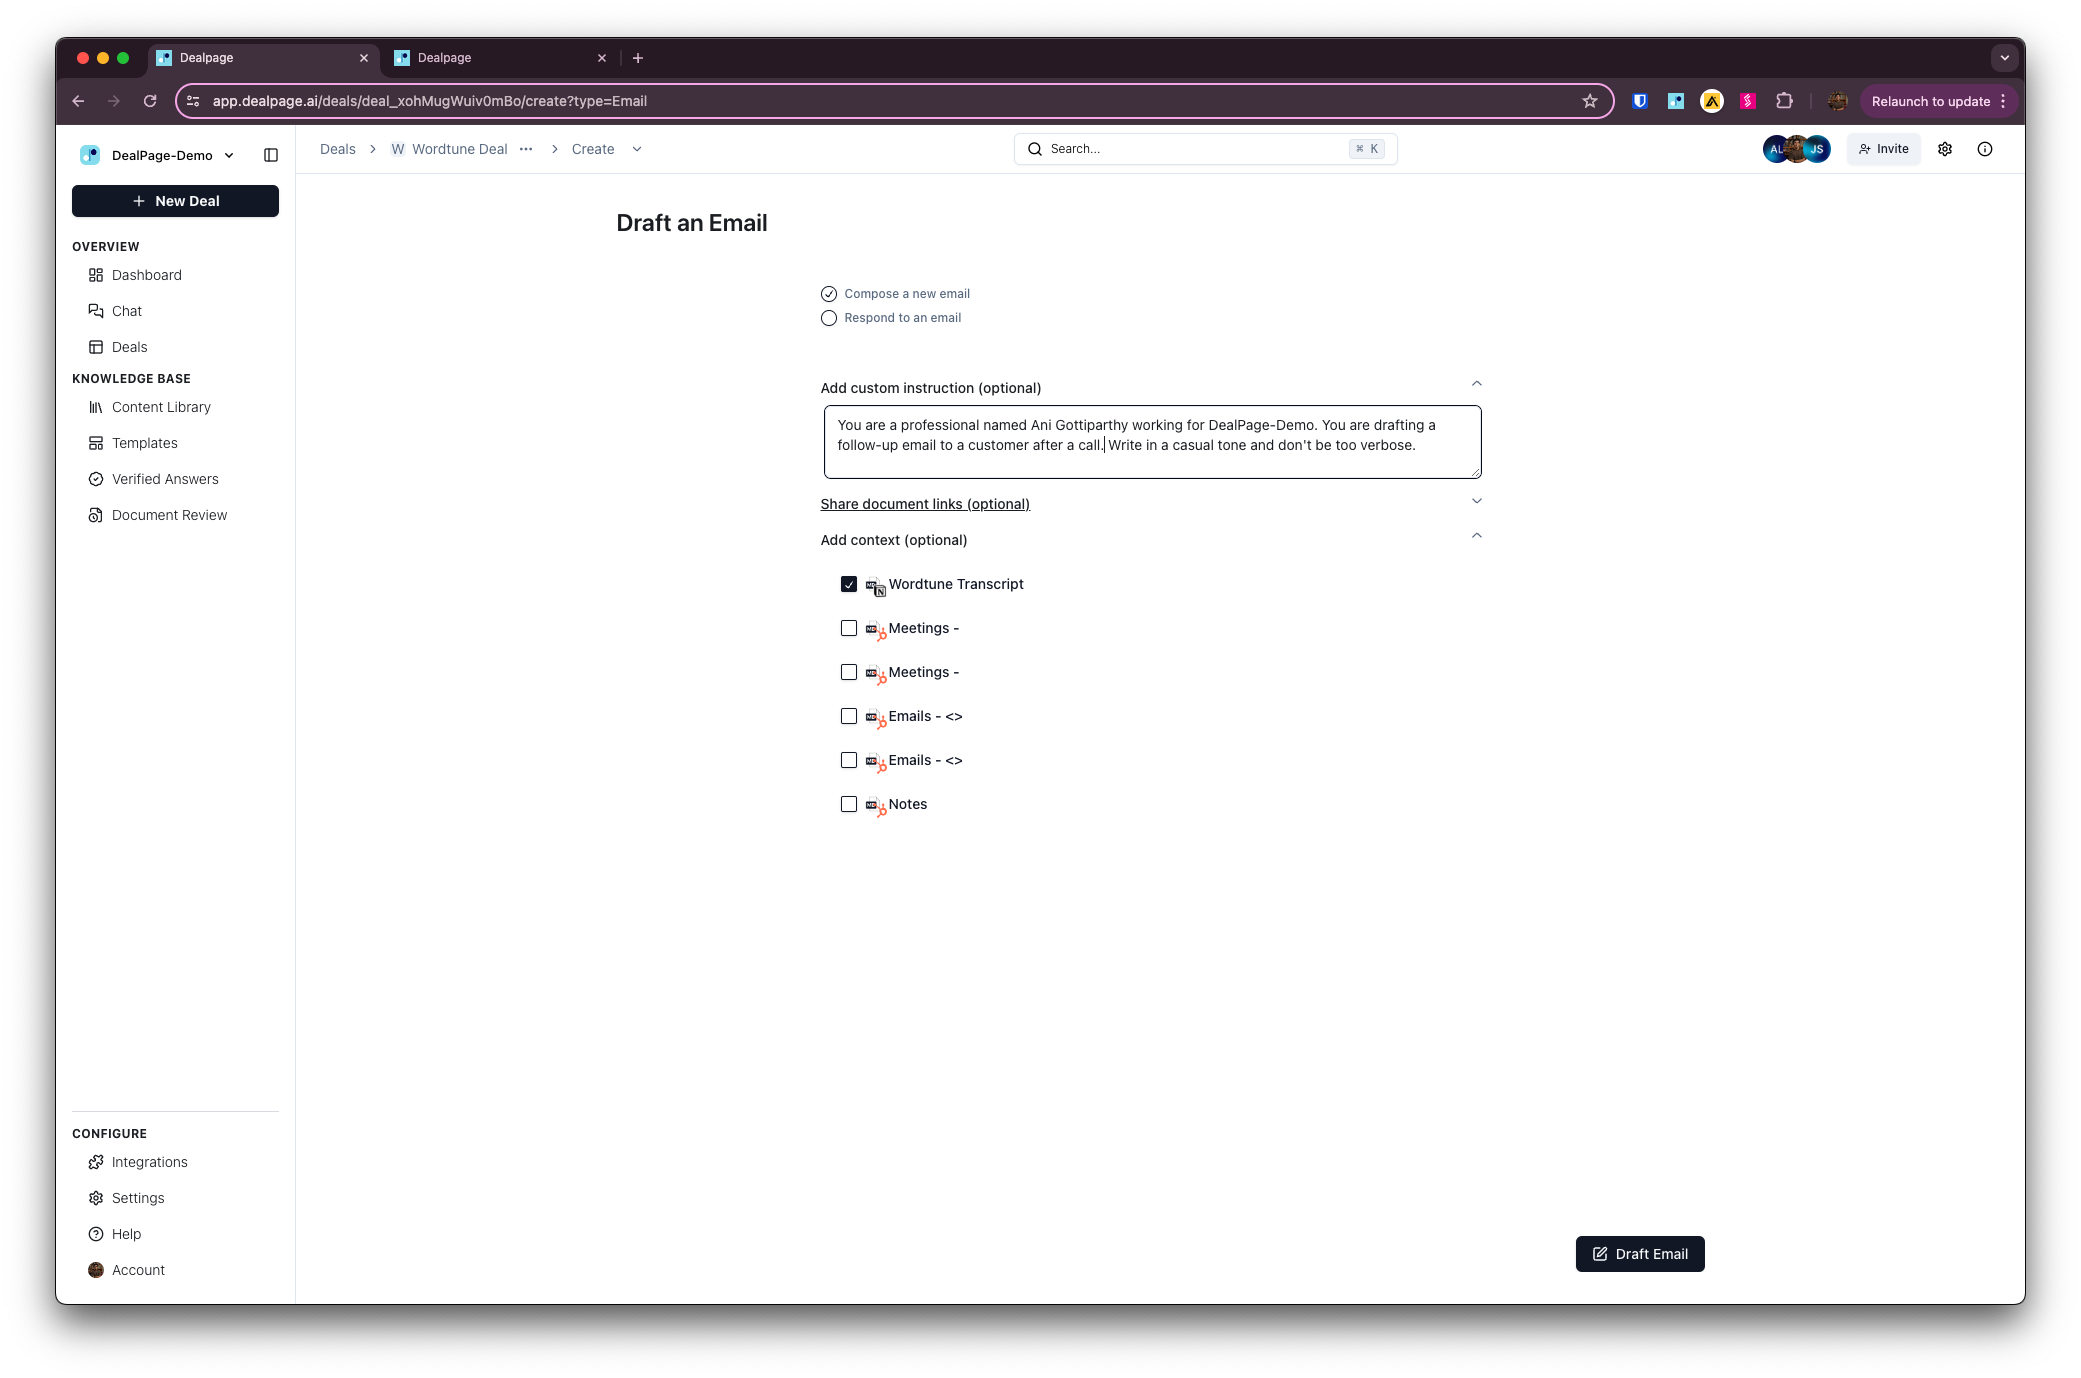 Dealpage
Dealpage
app.dealpage.ai/deals/deal_xohMugWuiv0mBo/create?type=Email
Relaunch to update
DealPage-Demo
Deals
W Wordtune Deal
Create
Search...
⌘ K
AL
JS
Invite
New Deal
OVERVIEW
Dashboard
Chat
Deals
KNOWLEDGE BASE
Content Library
Templates
Verified Answers
Document Review
CONFIGURE
Integrations
Settings
Help
Account
Draft an Email
Compose a new email
Respond to an email
Add custom instruction (optional)
You are a professional named Ani Gottiparthy working for DealPage-Demo. You are drafting a
follow-up email to a customer after a call. Write in a casual tone and don't be too verbose.
Share document links (optional)
Add context (optional)
Wordtune Transcript
Meetings -
Meetings -
Emails - <>
Emails - <>
Notes
Draft Email